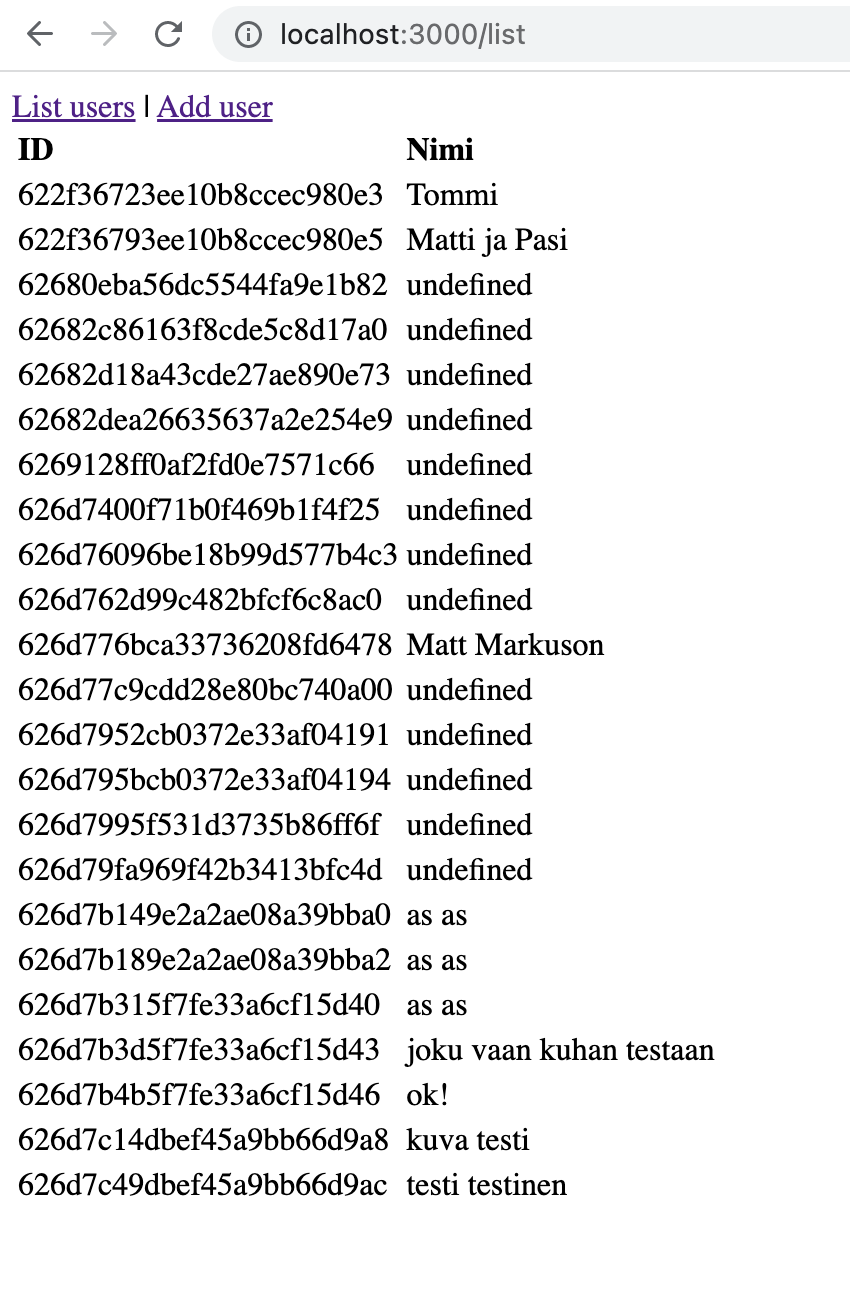 localhost:3000/list
List users | Add user
ID Nimi
622f36723ee10b8ccec980e3 Tommi
622f36793ee10b8ccec980e5 Matti ja Pasi
62680eba56dc5544fa9e1b82 undefined
62682c86163f8cde5c8d17a0 undefined
62682d18a43cde27ae890e73 undefined
62682dea26635637a2e254e9 undefined
6269128ff0af2fd0e7571c66 undefined
626d7400f71b0f469b1f4f25 undefined
626d76096be18b99d577b4c3 undefined
626d762d99c482bfcf6c8ac0 undefined
626d776bca33736208fd6478 Matt Markuson
626d77c9cdd28e80bc740a00 undefined
626d7952cb0372e33af04191 undefined
626d795bcb0372e33af04194 undefined
626d7995f531d3735b86ff6f undefined
626d79fa969f42b3413bfc4d undefined
626d7b149e2a2ae08a39bba0 as as
626d7b189e2a2ae08a39bba2 as as
626d7b315f7fe33a6cf15d40 as as
626d7b3d5f7fe33a6cf15d43 joku vaan kuhan testaan
626d7b4b5f7fe33a6cf15d46 ok!
626d7c14dbef45a9bb66d9a8 kuva testi
626d7c49dbef45a9bb66d9ac testi testinen